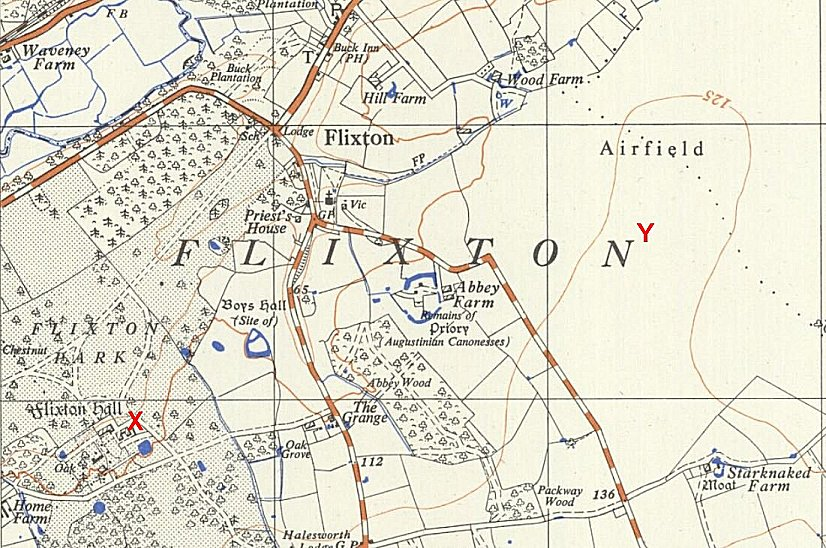 Plantation
F B
R
Waveney
Farm
Buck Inn
(PH)
T
Buck
Plantation
Wood Farm
Hill Farm
W
125
Sch
Lodge
Flixton
Airfield
FP
Priest's
House
Vic
GP
Y
FLIXTON
65
Abbey
Farm
Boys Hall
(Site of)
Remains of
Priory
(Augustinian Canonesses)
FLIXTON
PARK
Chestnut
Abbey Wood
Flixton Hall
X
The
Grange
Oak
Grove
Oak
112
Starknaked
Farm
Moat
Packway
Wood
136
Home
Farm
Halesworth
Lodge
G P